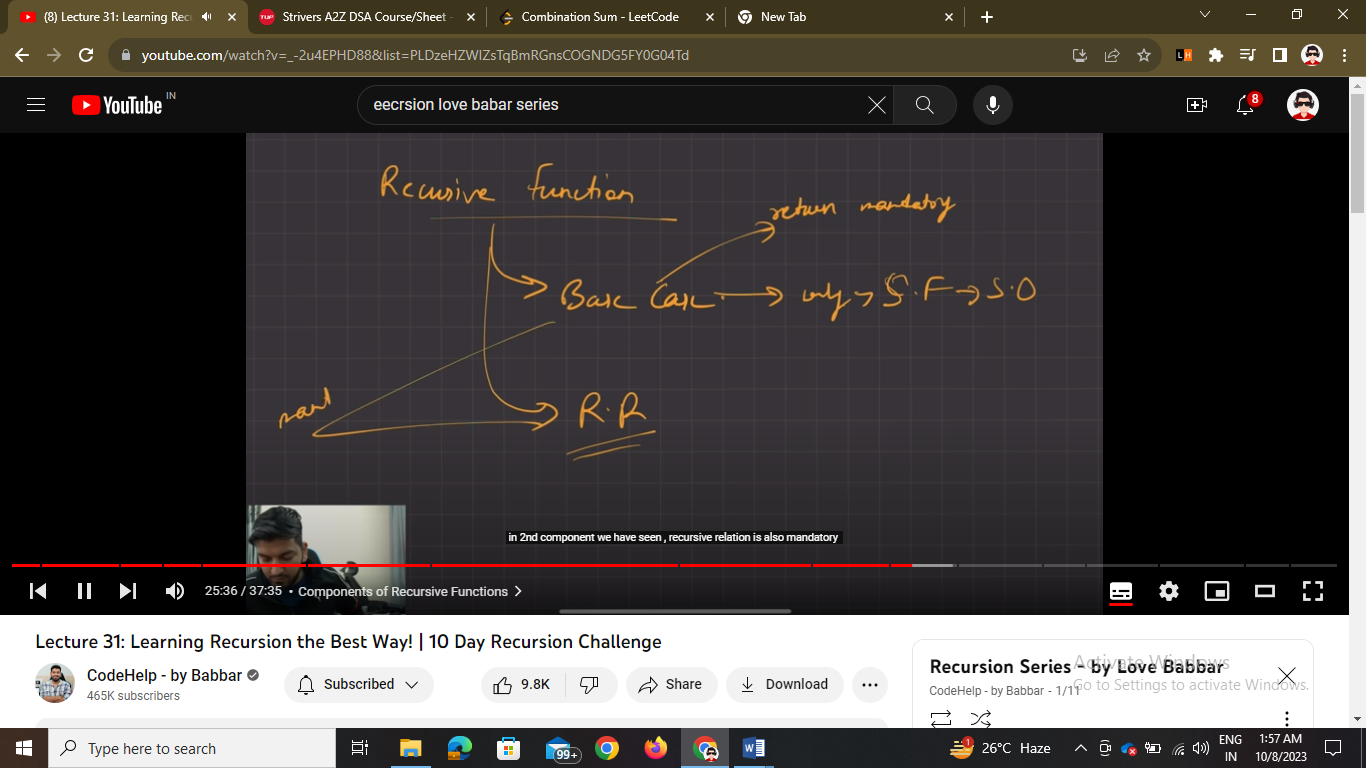 (8) Lecture 31: Learning Rec
Strivers A2Z DSA Course/Sheet -
Combination Sum - LeetCode
New Tab
youtube.com/watch?v=_-2u4EPHD88&list=PLDzeHZWIZsTqBmRGnsCOGNDG5FY0G04Td
YouTube IN
eecrsion love babar series
8
Recursive function
return mandatory
Base Case → only → S.F → S.O
mand
R.R
in 2nd component we have seen , recursive relation is also mandatory
25:36 / 37:35 • Components of Recursive Functions
Lecture 31: Learning Recursion the Best Way! | 10 Day Recursion Challenge
CodeHelp - by Babbar
465K subscribers
Subscribed
9.8K
Share
Download
Recursion Series - by Love Babbar
CodeHelp - by Babbar - 1/11
Activate Windows
Go to Settings to activate Windows.
Type here to search
99+
1
26°C Haze
ENG
IN
1:57 AM
10/8/2023